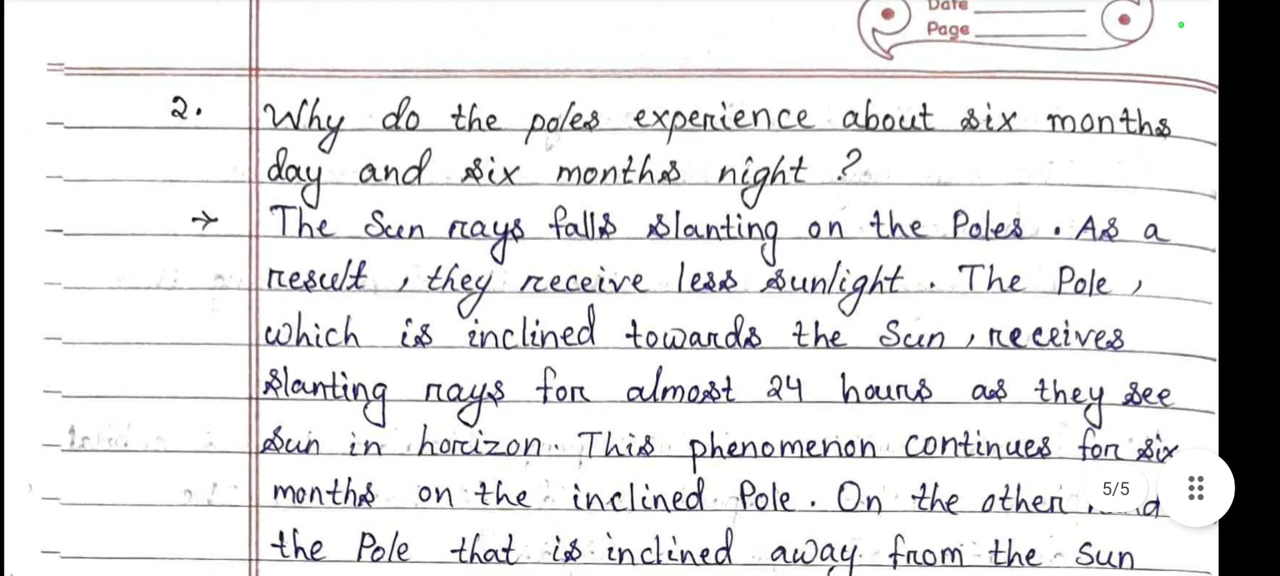 Date
Page
2. Why do the poles experience about six months
day and six months night ?
→ The Sun rays falls slanting on the Poles. As a
result, they receive less sunlight. The Pole,
which is inclined towards the Sun, receives
slanting rays for almost 24 hours as they see
sun in horizon. This phenomenon continues for six
months on the inclined Pole. On the other
5/5
the Pole that is inclined away from the sun